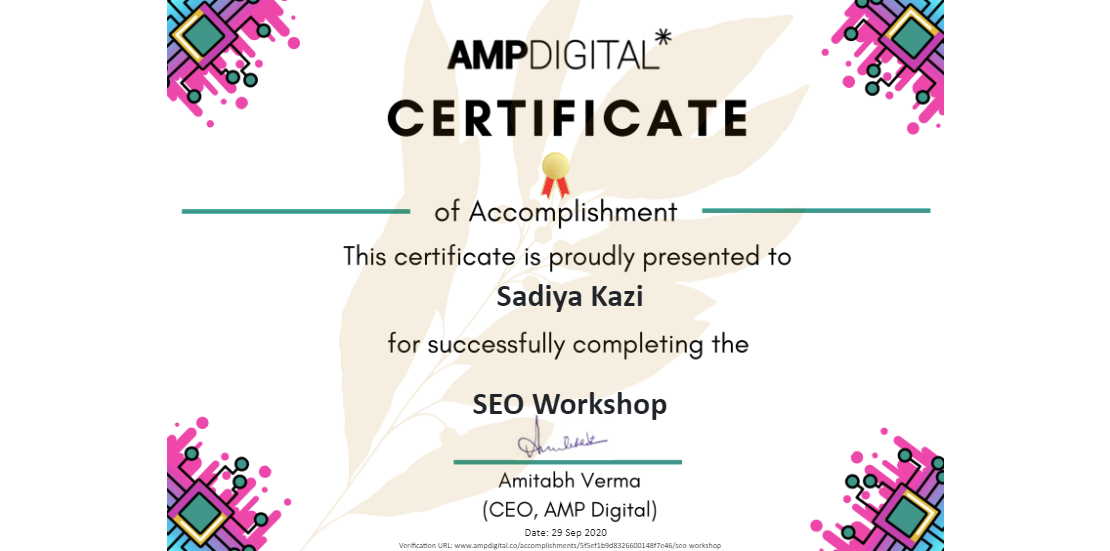 AMPDIGITAL*
CERTIFICATE
of Accomplishment
This certificate is proudly presented to
Sadiya Kazi
for successfully completing the
SEO Workshop
Amitabh Verma
(CEO, AMP Digital)
Date: 29 Sep 2020
Verification URL: www.ampdigital.co/accomplishments/5f5ef1b9d8326600148f7e46/seo-workshop